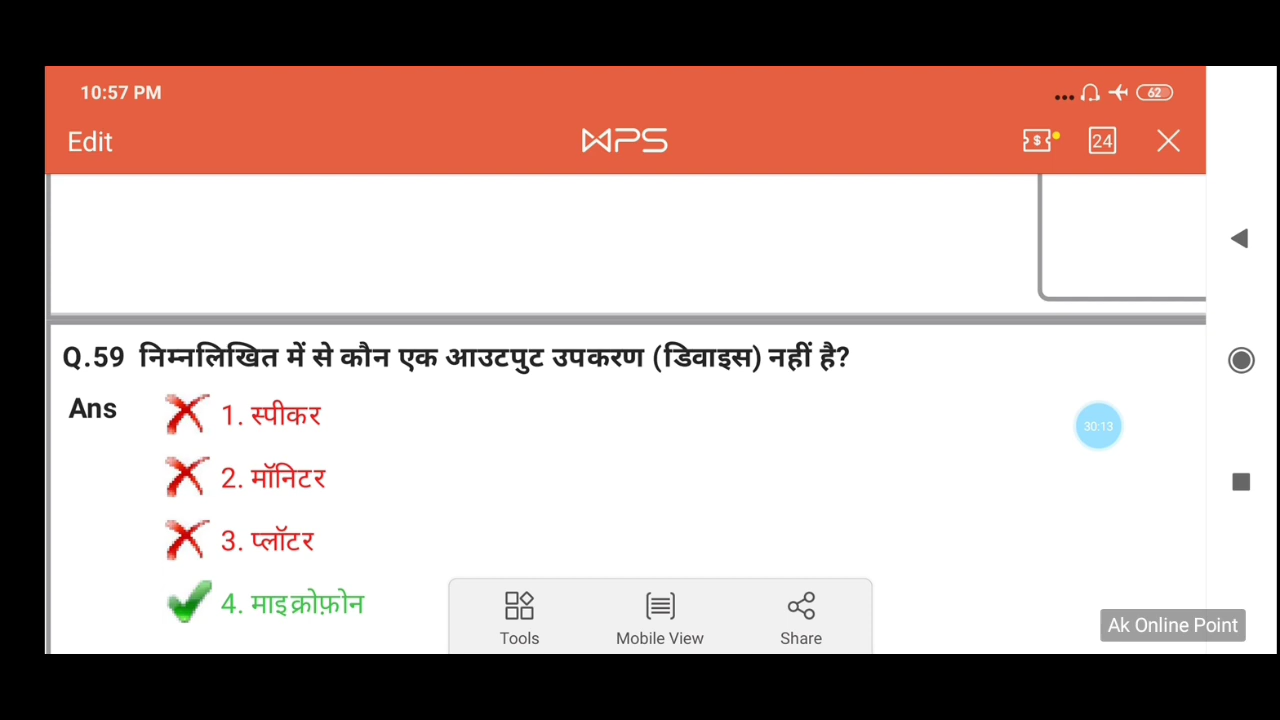 10:57 PM
62
Edit
WPS
24
Q.59 निम्नलिखित में से कौन एक आउटपुट उपकरण (डिवाइस) नहीं है?
Ans
1. स्पीकर
2. मॉनिटर
3. प्लॉटर
4. माइक्रोफ़ोन
30:13
Tools
Mobile View
Share
Ak Online Point